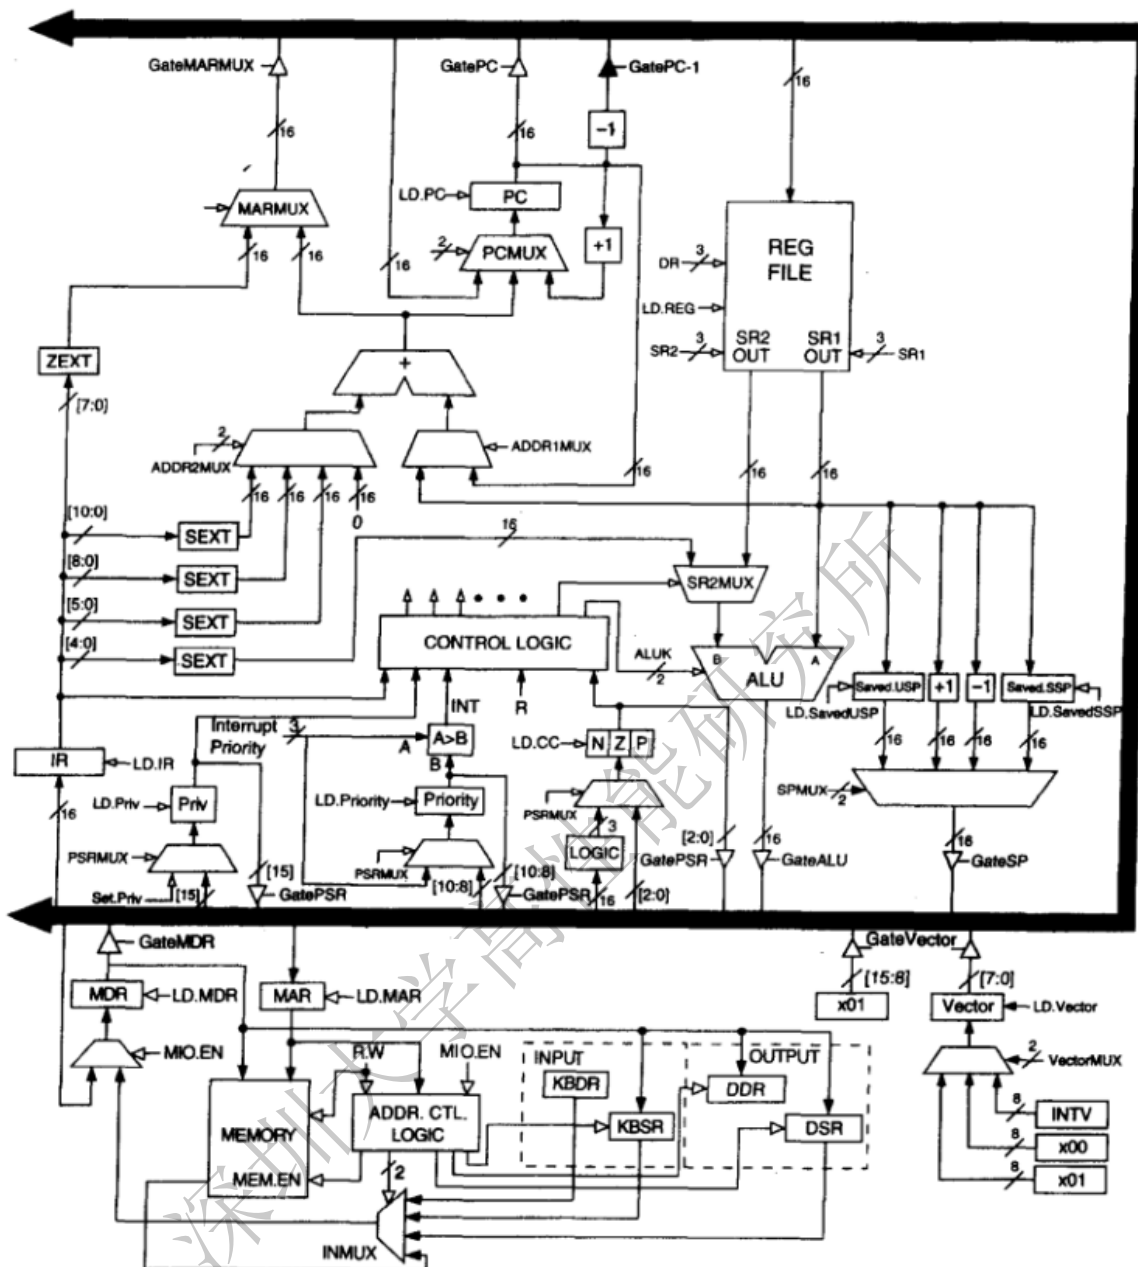 GateMARMUX
GatePC
GatePC-1
16
16
16
-1
16
LD.PC
PC
MARMUX
2
PCMUX
+1
16
16
16
REG
FILE
DR
3
LD.REG
SR2
3
SR2
OUT
SR1
OUT
3
SR1
ZEXT
[7:0]
+
2
ADDR2MUX
ADDR1MUX
16
16
16
16
16
16
16
0
[10:0]
SEXT
16
[8:0]
SEXT
SR2MUX
[5:0]
SEXT
CONTROL LOGIC
[4:0]
SEXT
ALUK
2
B
A
ALU
Saved.USP
+1
-1
Saved.SSP
LD.SavedUSP
LD.SavedSSP
INT
R
Interrupt
Priority
3
A
A>B
B
LD.CC
N Z P
16
16
16
16
IR
LD.IR
16
LD.Priv
Priv
LD.Priority
Priority
PSRMUX
SPMUX
2
PSRMUX
PSRMUX
3
LOGIC
[2:0]
16
16
Set.Priv
[15]
[15]
GatePSR
[10:8]
[10:8]
GatePSR
16
[2:0]
GatePSR
GateALU
GateSP
GateMDR
GateVector
MDR
LD.MDR
MAR
LD.MAR
[15:8]
[7:0]
x01
Vector
LD.Vector
MIO.EN
R.W
MIO.EN
INPUT
OUTPUT
2
VectorMUX
KBDR
DDR
MEMORY
ADDR. CTL.
LOGIC
KBSR
DSR
8
INTV
8
x00
MEM.EN
2
8
x01
INMUX
深圳大学高性能研究所